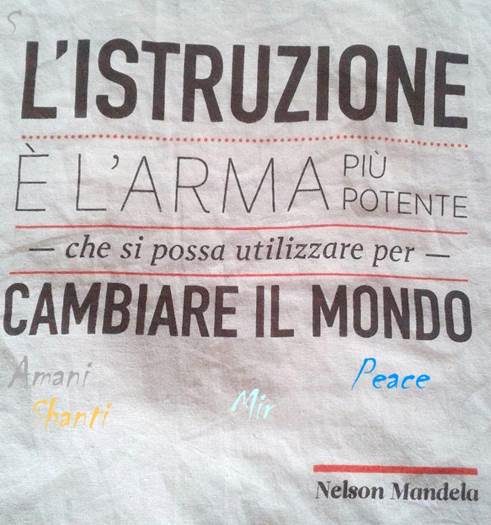 S
L'ISTRUZIONE
È L'ARMA PIÙ POTENTE
— che si possa utilizzare per —
CAMBIARE IL MONDO
Amani
Peace
Shanti
Mir
Nelson Mandela